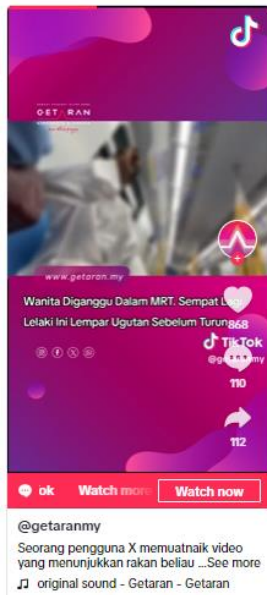 GETARAN
www.getaran.my
Wanita Diganggu Dalam MRT. Sempat Lagi
Lelaki Ini Lempar Ugutan Sebelum Turun
868
TikTok
110
112
ok Watch more Watch now
@getaranmy
Seorang pengguna X memuatnaik video
yang menunjukkan rakan beliau ...See more
original sound - Getaran - Getaran